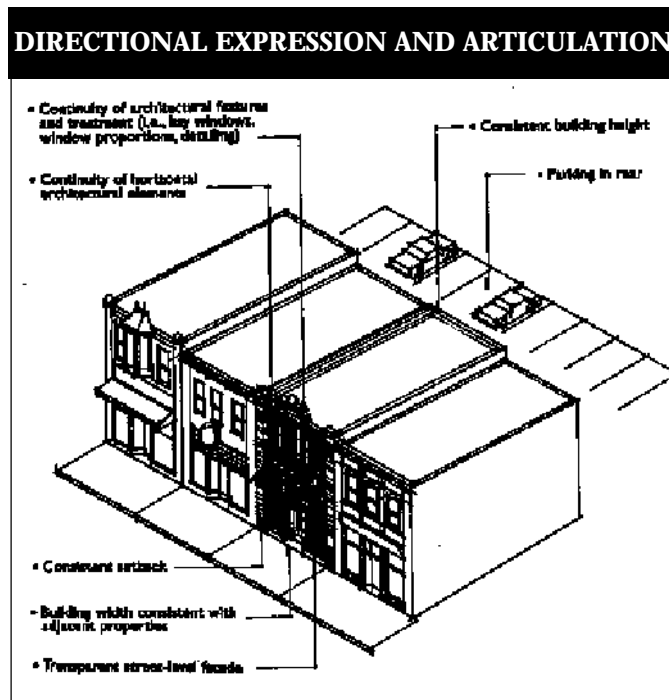 DIRECTIONAL EXPRESSION AND ARTICULATION
• Continuity of architectural features
and treatment (i.e., bay windows,
window proportions, detailing)
• Consistent building height
• Continuity of horizontal
architectural elements
• Parking in rear
• Consistent setback
• Building width consistent with
adjacent properties
• Transparent street-level facade